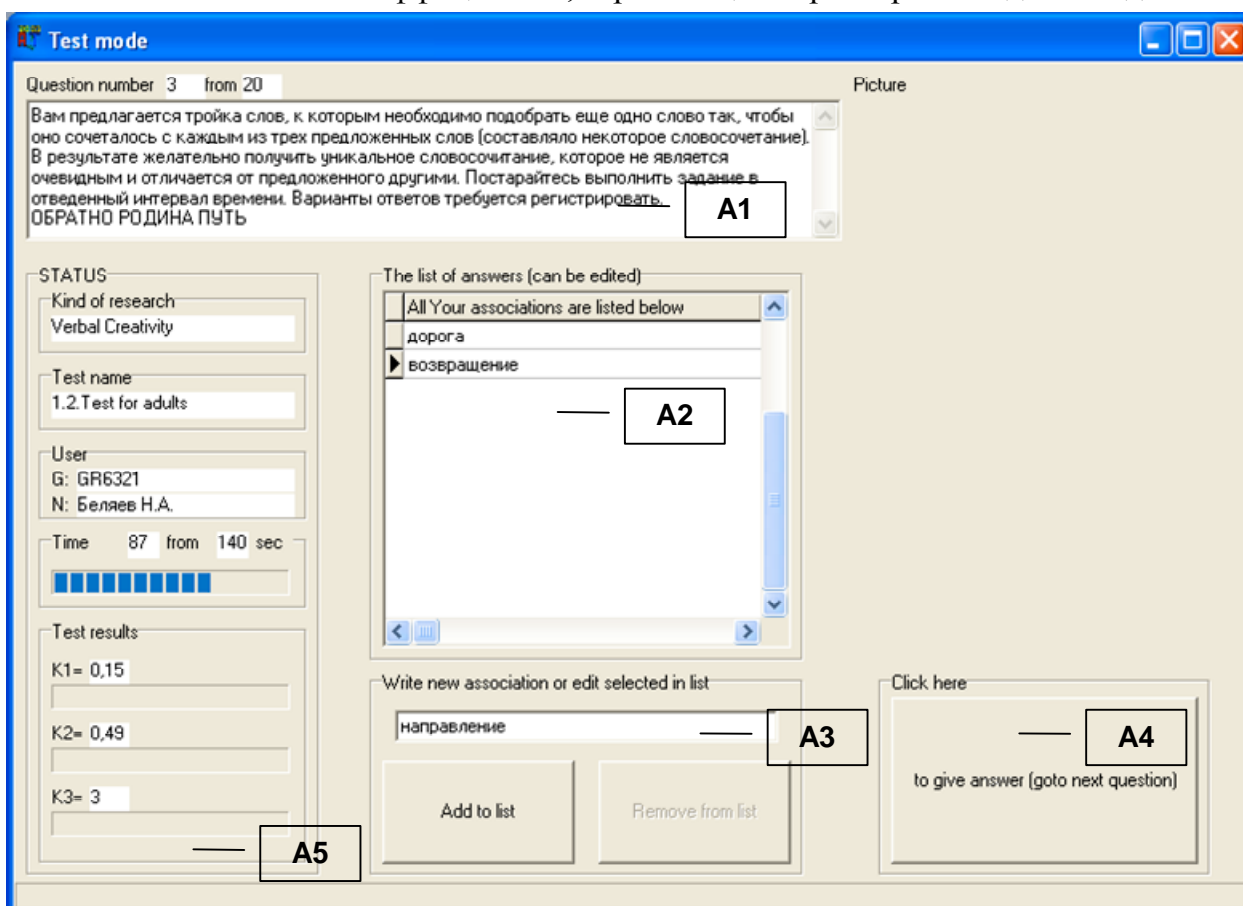 Test mode
Question number 3 from 20
Picture
Вам предлагается тройка слов, к которым необходимо подобрать еще одно слово так, чтобы
оно сочеталось с каждым из трех предложенных слов (составляло некоторое словосочетание).
В результате желательно получить уникальное словосочитание, которое не является
очевидным и отличается от предложенного другими. Постарайтесь выполнить задание в
отведенный интервал времени. Варианты ответов требуется регистрировать.
ОБРАТНО РОДИНА ПУТЬ
A1
STATUS
Kind of research
Verbal Creativity
Test name
1.2.Test for adults
User
G: GR6321
N: Беляев Н.А.
Time 87 from 140 sec
Test results
K1= 0,15
K2= 0,49
K3= 3
A5
The list of answers (can be edited)
All Your associations are listed below
дорога
возвращение
A2
Write new association or edit selected in list
направление
A3
Add to list
Remove from list
Click here
A4
to give answer (goto next question)